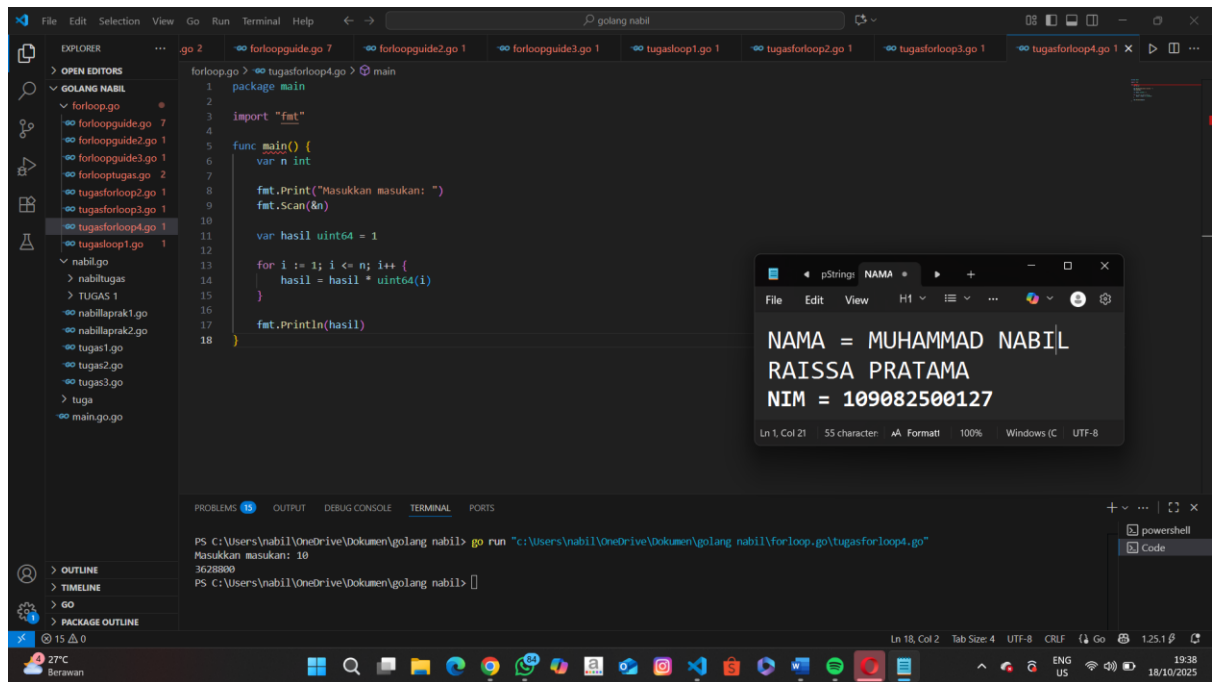 File Edit Selection View Go Run Terminal Help
golang nabil
EXPLORER
.go 2 forloopguide.go 7 forloopguide2.go 1 forloopguide3.go 1 tugasloop1.go 1 tugasforloop2.go 1 tugasforloop3.go 1 tugasforloop4.go 1
OPEN EDITORS
GOLANG NABIL
forloop.go
forloopguide.go 7
forloopguide2.go 1
forloopguide3.go 1
forlooptugas.go 2
tugasforloop2.go 1
tugasforloop3.go 1
tugasforloop4.go 1
tugasloop1.go 1
nabil.go
nabiltugas
TUGAS 1
nabillaprak1.go
nabillaprak2.go
tugas1.go
tugas2.go
tugas3.go
tuga
main.go.go
OUTLINE
TIMELINE
GO
PACKAGE OUTLINE
forloop.go > tugasforloop4.go > main
1 package main
2
3 import "fmt"
4
5 func main() {
6 var n int
7
8 fmt.Print("Masukkan masukan: ")
9 fmt.Scan(&n)
10
11 var hasil uint64 = 1
12
13 for i := 1; i <= n; i++ {
14 hasil = hasil * uint64(i)
15 }
16
17 fmt.Println(hasil)
18 }
pStrings NAMA
File Edit View H1
NAMA = MUHAMMAD NABIL
RAISSA PRATAMA
NIM = 109082500127
Ln 1, Col 21 55 character: Formatt 100% Windows (C UTF-8
PROBLEMS 15 OUTPUT DEBUG CONSOLE TERMINAL PORTS
powershell
Code
PS C:\Users\nabil\OneDrive\Dokumen\golang nabil> go run "c:\Users\nabil\OneDrive\Dokumen\golang nabil\forloop.go\tugasforloop4.go"
Masukkan masukan: 10
3628800
PS C:\Users\nabil\OneDrive\Dokumen\golang nabil>
15 0
Ln 18, Col 2 Tab Size: 4 UTF-8 CRLF Go 1.25.1
27°C
Berawan
ENG
US
19:38
18/10/2025